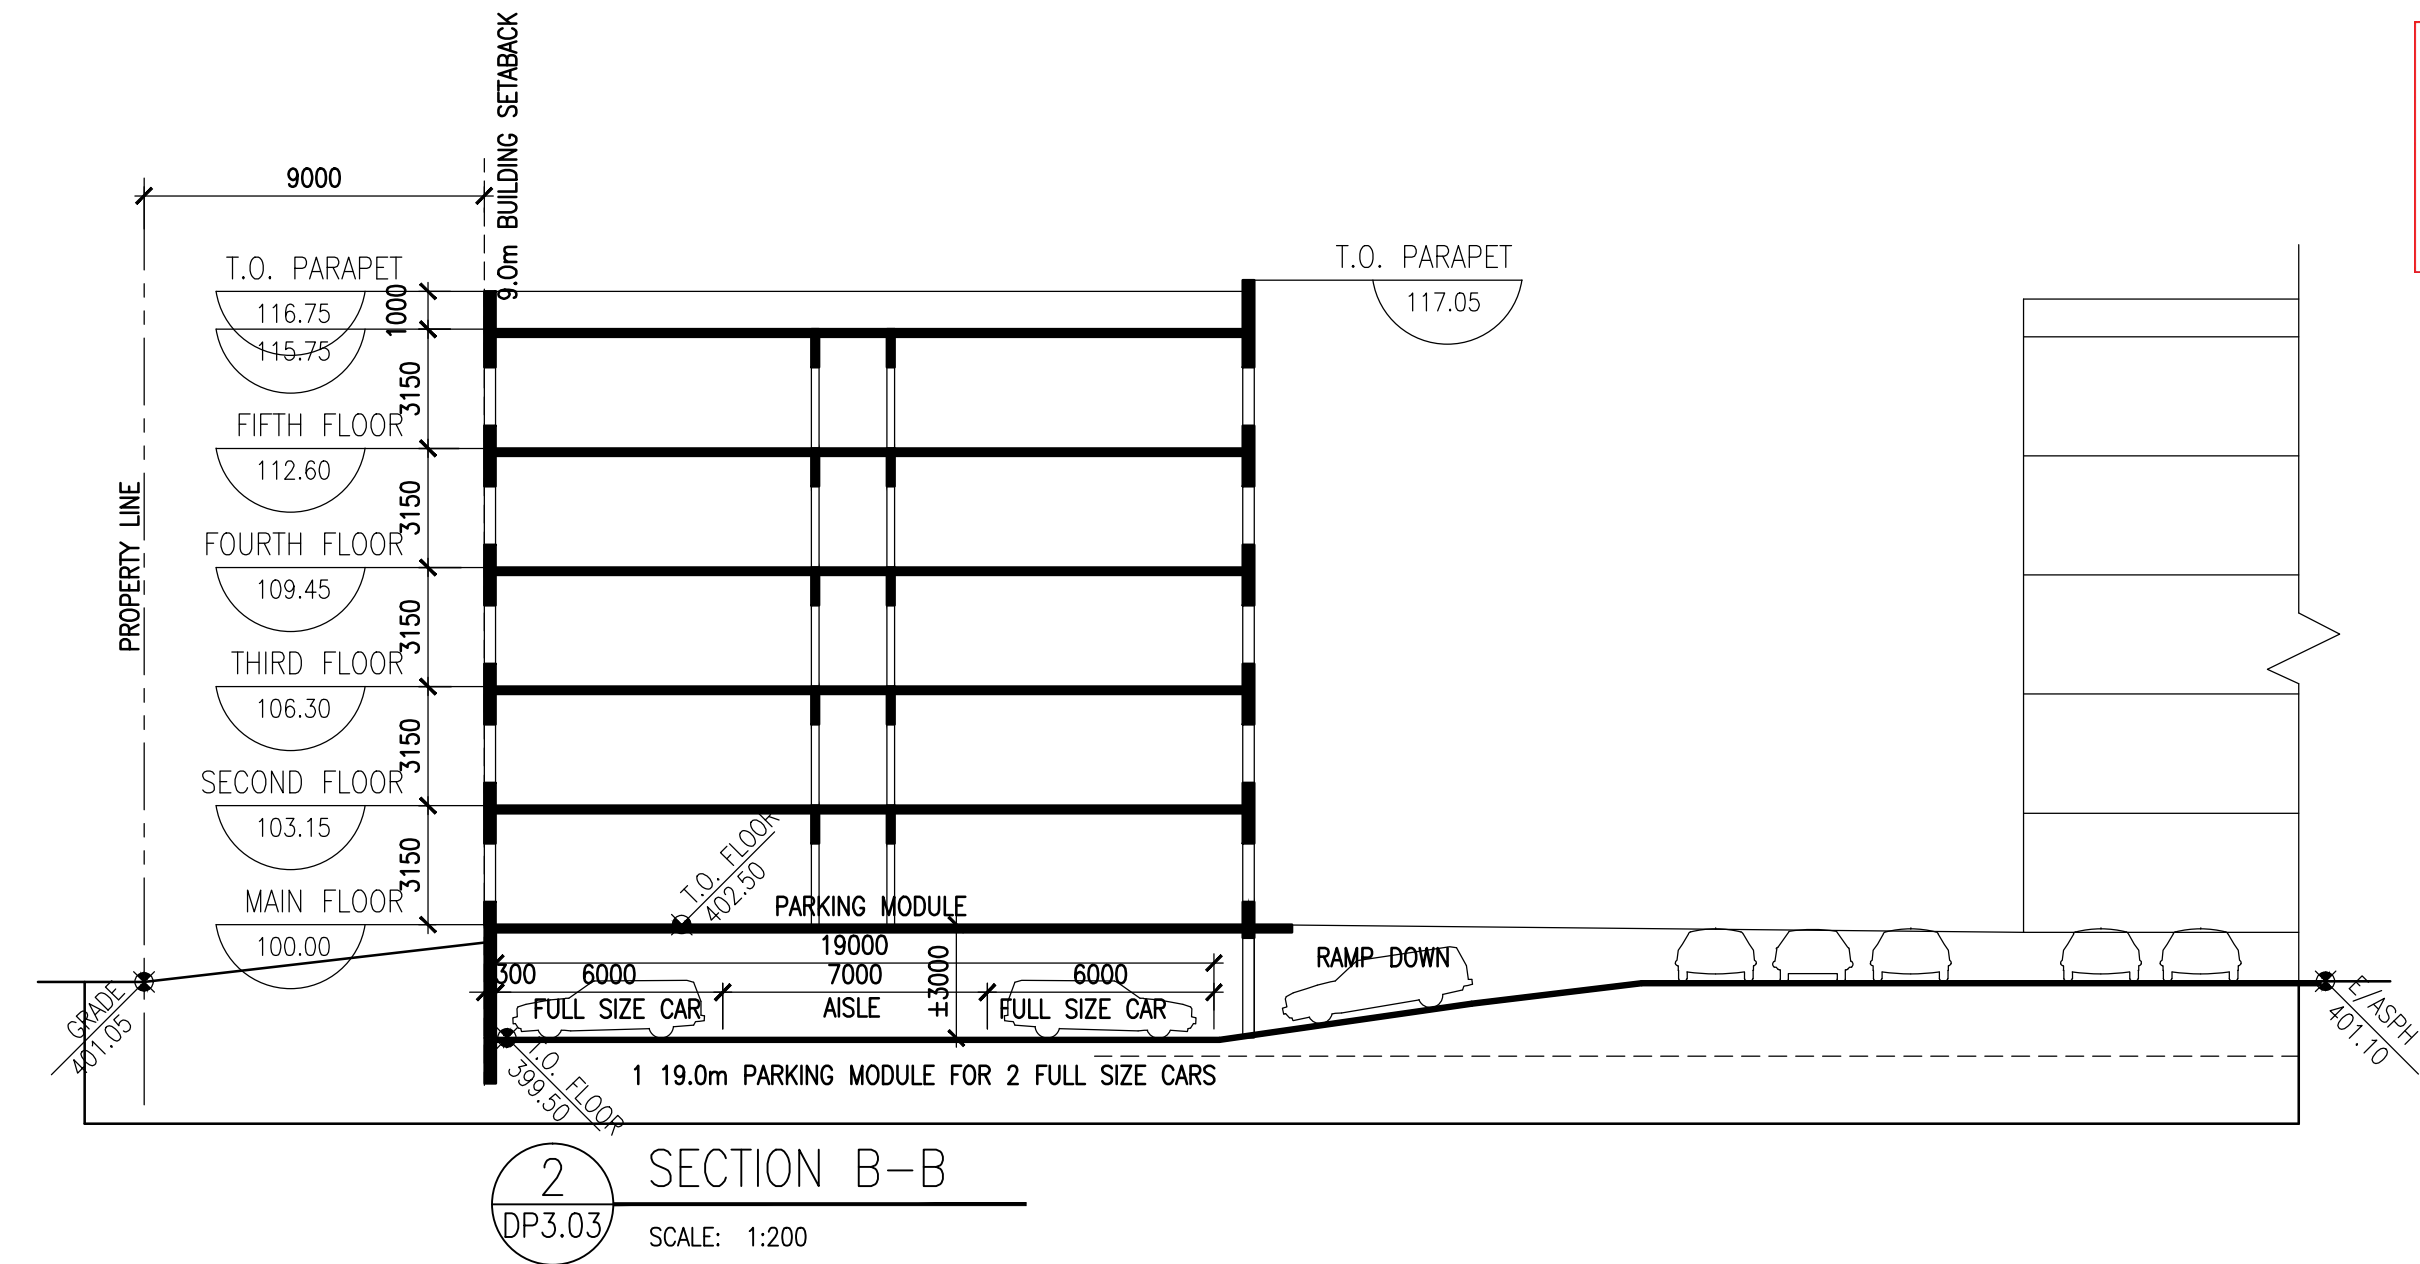 9.0m BUILDING SETABACK
9000
T.O. PARAPET
116.75
1000
115.75
T.O. PARAPET
117.05
3150
FIFTH FLOOR
112.60
3150
FOURTH FLOOR
109.45
PROPERTY LINE
3150
THIRD FLOOR
106.30
3150
SECOND FLOOR
103.15
3150
MAIN FLOOR
100.00
T.O. FLOOR
402.50
PARKING MODULE
19000
300
6000
7000
6000
±3000
FULL SIZE CAR
AISLE
FULL SIZE CAR
RAMP DOWN
GRADE
401.05
E/ASPH
401.10
T.O. FLOOR
399.50
1 19.0m PARKING MODULE FOR 2 FULL SIZE CARS
2
DP3.03
SECTION B-B
SCALE: 1:200